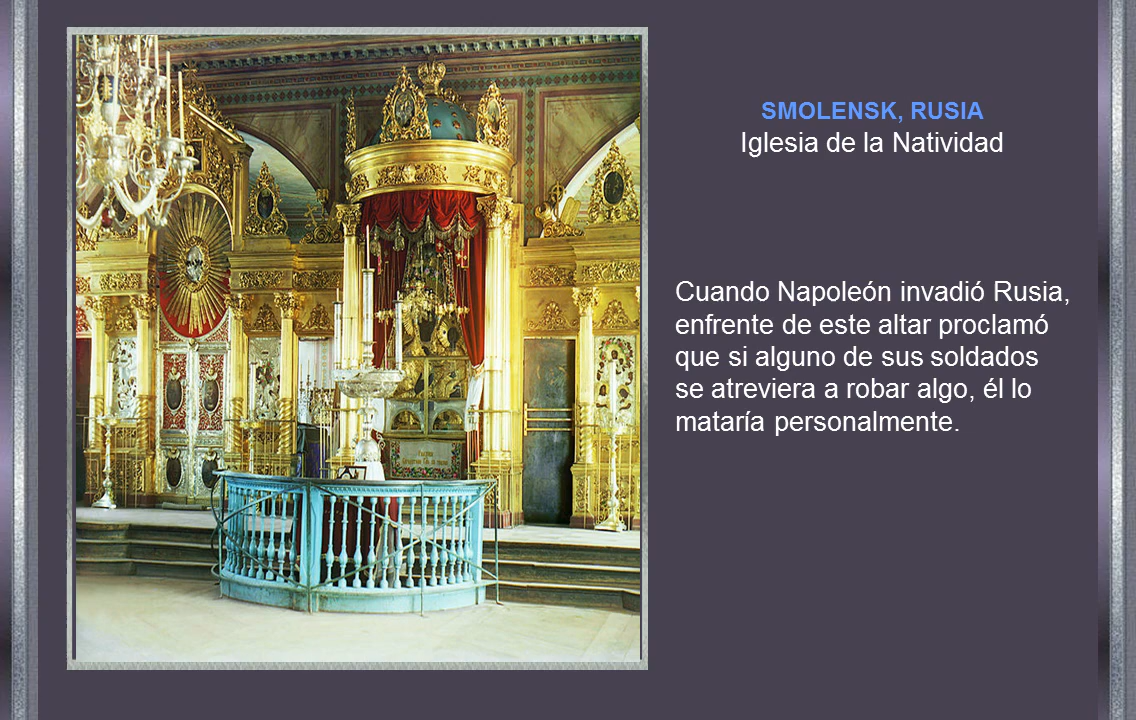 SMOLENSK, RUSIA
Iglesia de la Natividad
Cuando Napoleón invadió Rusia,
enfrente de este altar proclamó
que si alguno de sus soldados
se atreviera a robar algo, él lo
mataría personalmente.